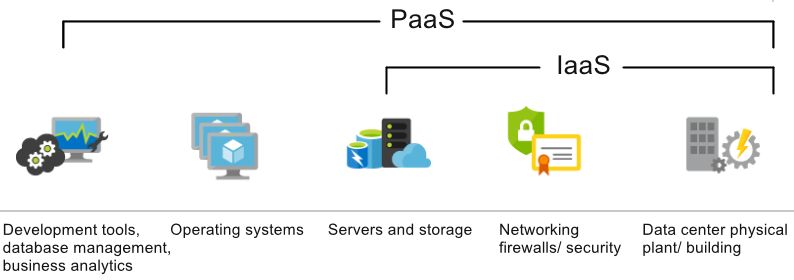 PaaS
IaaS
Development tools,
database management,
business analytics
Operating systems
Servers and storage
Networking
firewalls/ security
Data center physical
plant/ building